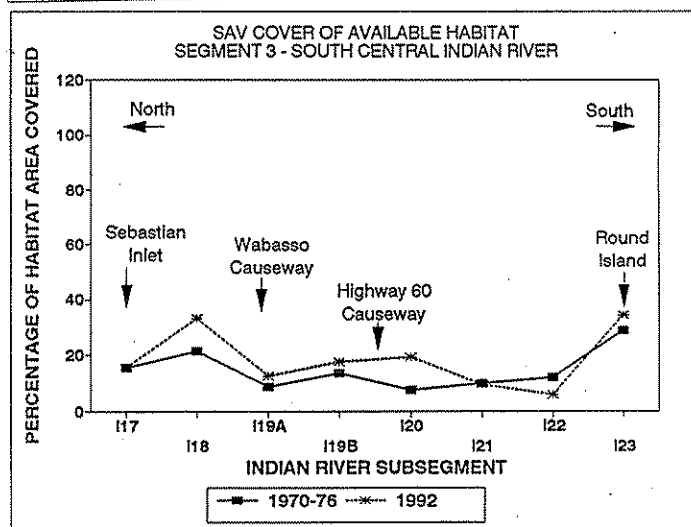 SAV COVER OF AVAILABLE HABITAT
SEGMENT 3 - SOUTH CENTRAL INDIAN RIVER
PERCENTAGE OF HABITAT AREA COVERED
120
100
80
60
40
20
0
North
South
Sebastian
Inlet
Wabasso
Causeway
Highway 60
Causeway
Round
Island
I17
I18
I19A
I19B
I20
I21
I22
I23
INDIAN RIVER SUBSEGMENT
1970-76 1992